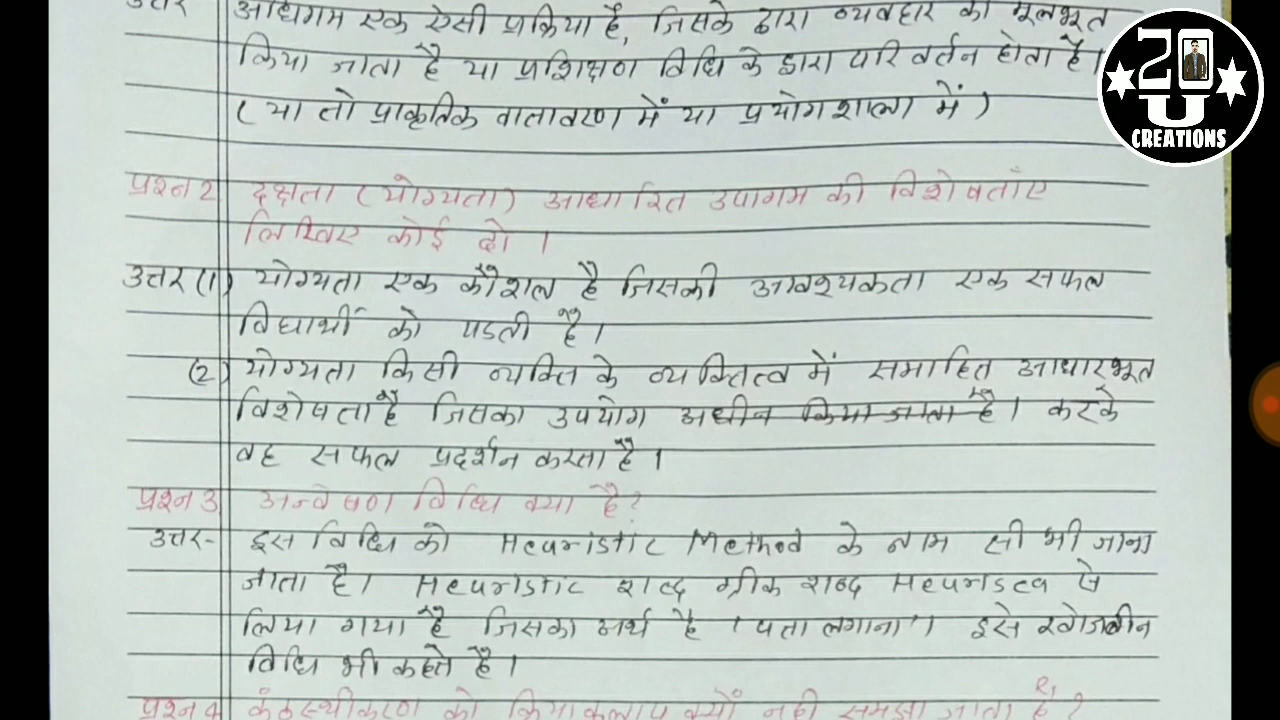 उत्तर अधिगम एक ऐसी प्रक्रिया है, जिसके द्वारा व्यवहार का मूलभूत
किया जाता है या प्रशिक्षण विधि के द्वारा परिवर्तन होता है।
(या तो प्राकृतिक वातावरण में या प्रयोगशाला में)
प्रश्न 2 दक्षता (योग्यता) आधारित उपागम की विशेषताँए
लिखिए कोई दो ।
उत्तर (1) योग्यता एक कौशल है जिसकी आवश्यकता एक सफल
विद्यार्थी को पडती है।
(2) योग्यता किसी व्यक्ति के व्यक्तित्व में समाहित आधारभूत
विशेषता है जिसका उपयोग अधीन किया जाता है। करके
वह सफल प्रदर्शन करता है।
प्रश्न 3 अन्वेषण विधि क्या है?
उत्तर- इस विधि को Heuristic Method के नाम सी भी जाना
जाता है। Heuristic शब्द ग्रीक शब्द Heurisca से
लिया गया है जिसका अर्थ है 'पता लगाना'। इसे खोजबीन
विधि भी कहते है।
प्रश्न 4 कंठस्थीकरण को क्रियाकलाप क्यों नही समझा जाता है?
20
U
CREATIONS